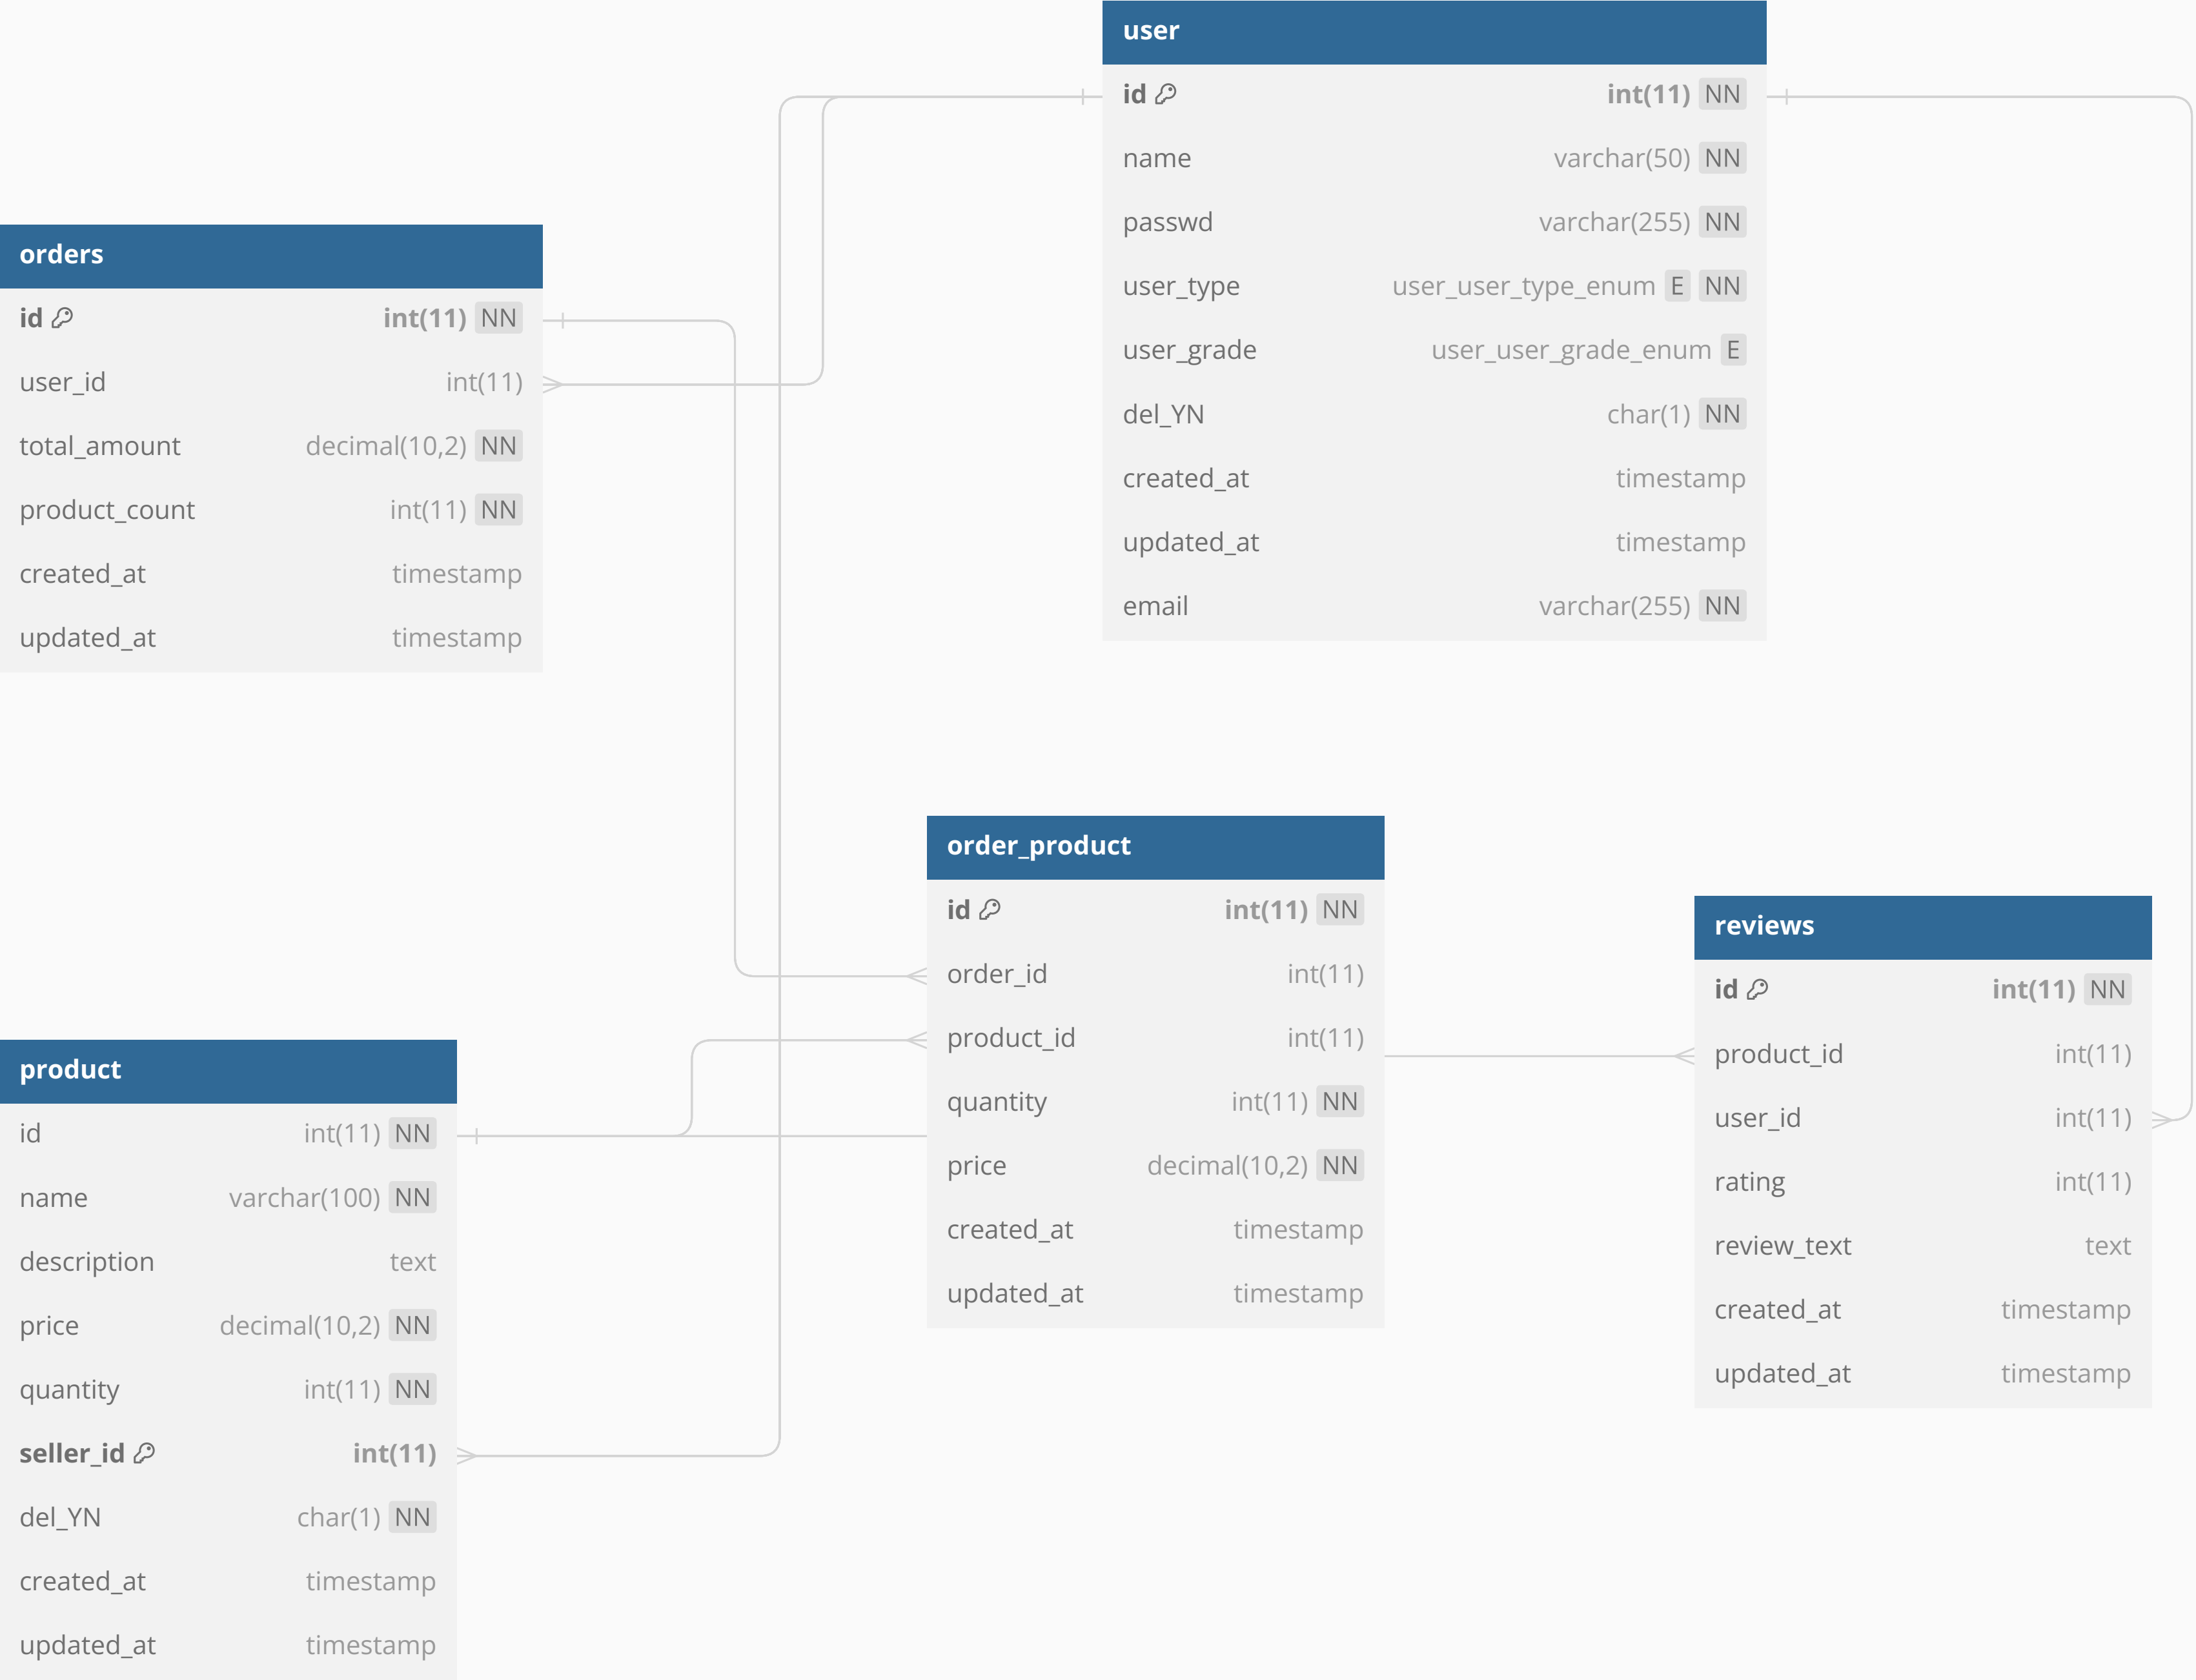 user
id int(11) NN
name varchar(50) NN
passwd varchar(255) NN
user_type user_user_type_enum E NN
user_grade user_user_grade_enum E
del_YN char(1) NN
created_at timestamp
updated_at timestamp
email varchar(255) NN
orders
id int(11) NN
user_id int(11)
total_amount decimal(10,2) NN
product_count int(11) NN
created_at timestamp
updated_at timestamp
order_product
id int(11) NN
order_id int(11)
product_id int(11)
quantity int(11) NN
price decimal(10,2) NN
created_at timestamp
updated_at timestamp
reviews
id int(11) NN
product_id int(11)
user_id int(11)
rating int(11)
review_text text
created_at timestamp
updated_at timestamp
product
id int(11) NN
name varchar(100) NN
description text
price decimal(10,2) NN
quantity int(11) NN
seller_id int(11)
del_YN char(1) NN
created_at timestamp
updated_at timestamp